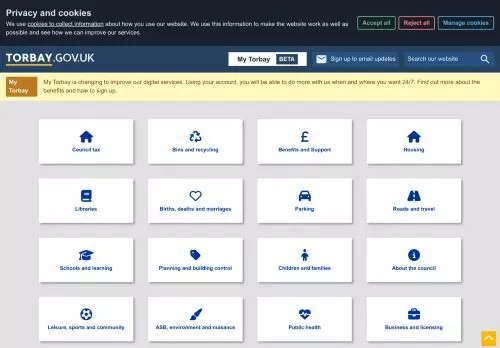 Privacy and cookies
We use cookies to collect information about how you use our website. We use this information to make the website work as well as
possible and see how we can improve our services.
Accept all
Reject all
Manage cookies
TORBAY.GOV.UK
My Torbay BETA
Sign up to email updates
Search our website
My
Torbay
My Torbay is changing to improve our digital services. Using your account, you will be able to do more with us when and where you want 24/7. Find out more about the
benefits and how to sign up.
Council tax
Bins and recycling
Benefits and Support
Housing
Libraries
Births, deaths and marriages
Parking
Roads and travel
Schools and learning
Planning and building control
Children and families
About the council
Leisure, sports and community
ASB, environment and nuisance
Public health
Business and licensing